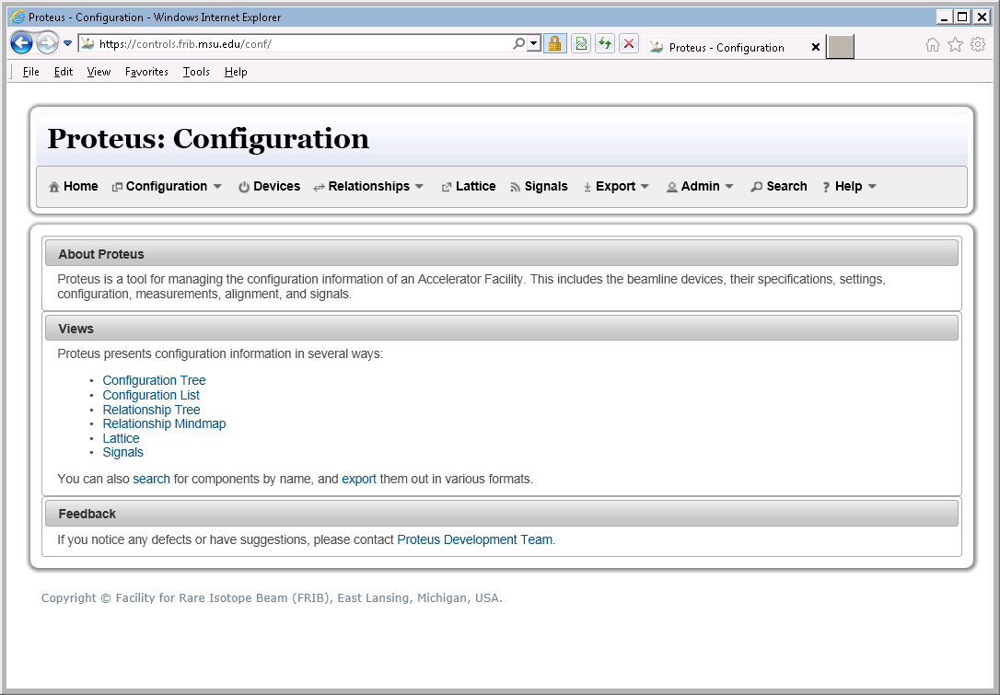 Proteus - Configuration - Windows Internet Explorer
https://controls.frib.msu.edu/conf/
Proteus - Configuration
File Edit View Favorites Tools Help
Proteus: Configuration
Home Configuration Devices Relationships Lattice Signals Export Admin Search ? Help
About Proteus
Proteus is a tool for managing the configuration information of an Accelerator Facility. This includes the beamline devices, their specifications, settings,
configuration, measurements, alignment, and signals.
Views
Proteus presents configuration information in several ways:
• Configuration Tree
• Configuration List
• Relationship Tree
• Relationship Mindmap
• Lattice
• Signals
You can also search for components by name, and export them out in various formats.
Feedback
If you notice any defects or have suggestions, please contact Proteus Development Team.
Copyright © Facility for Rare Isotope Beam (FRIB), East Lansing, Michigan, USA.